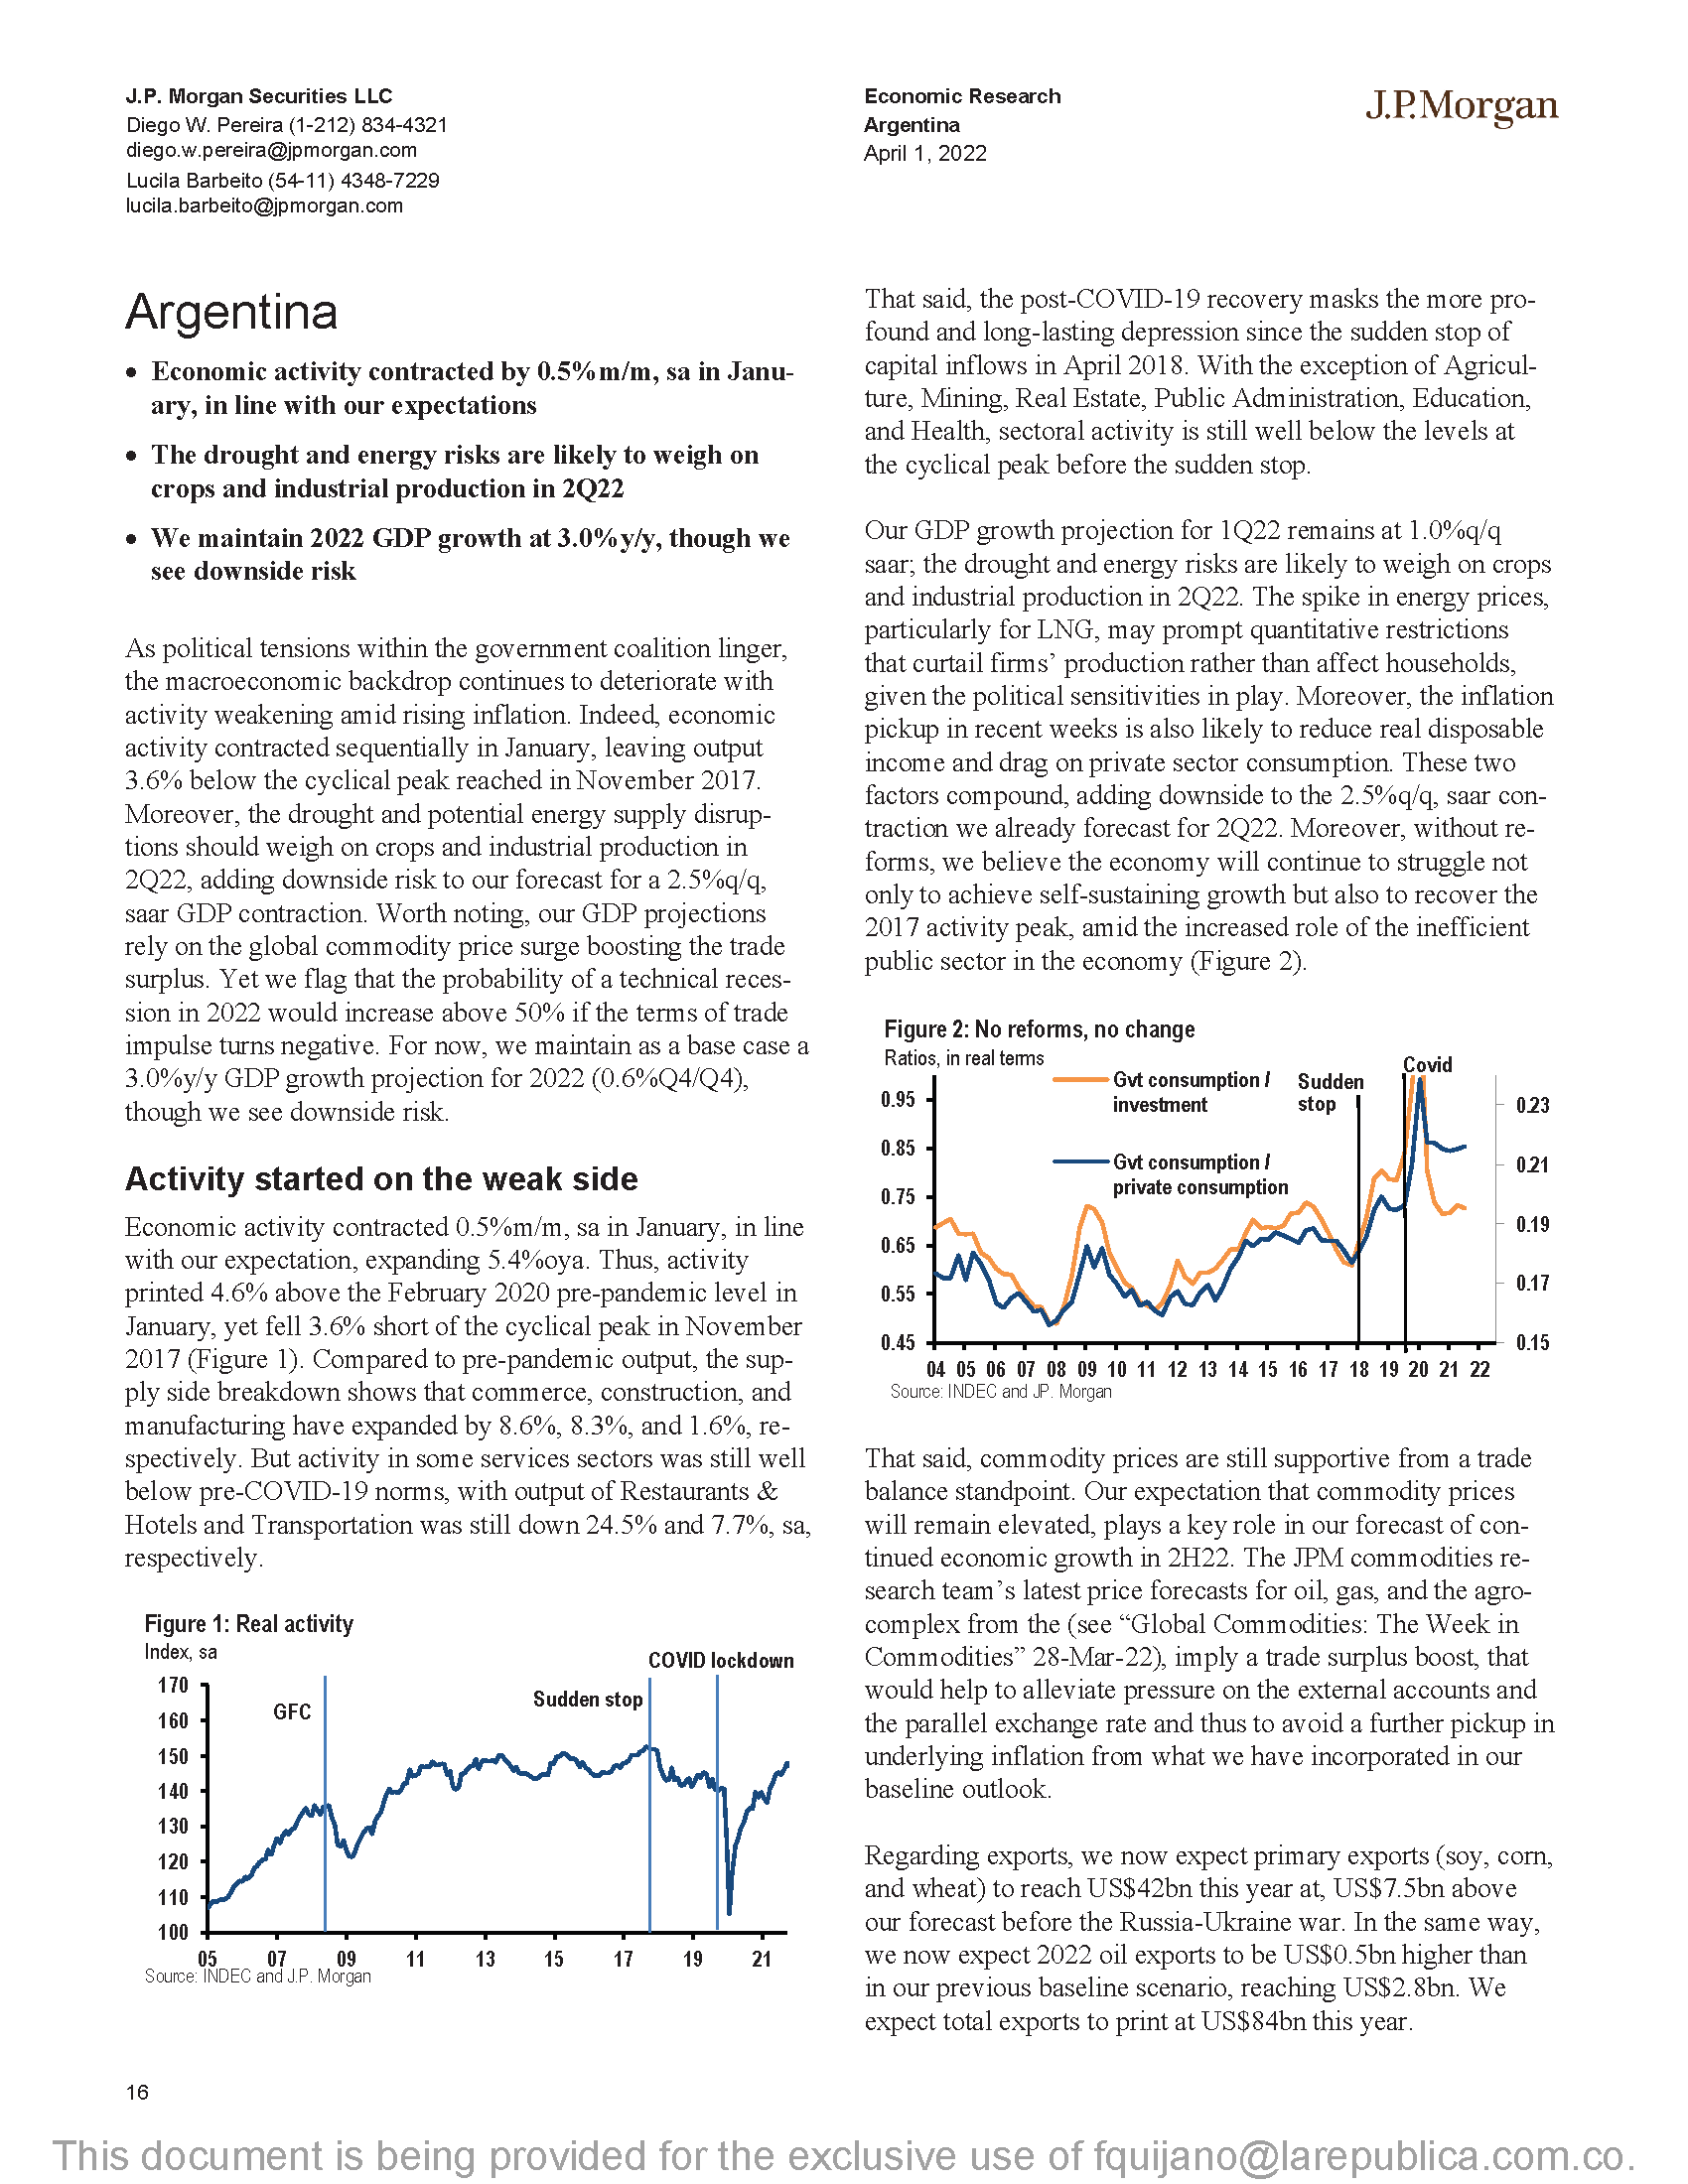 J.P. Morgan Securities LLC
Diego W. Pereira (1-212) 834-4321
diego.w.pereira@jpmorgan.com
Lucila Barbeito (54-11) 4348-7229
lucila.barbeito@jpmorgan.com
Economic Research
Argentina
April 1, 2022
J.P.Morgan
Argentina
• Economic activity contracted by 0.5%m/m, sa in Janu-
ary, in line with our expectations
• The drought and energy risks are likely to weigh on
crops and industrial production in 2Q22
• We maintain 2022 GDP growth at 3.0%y/y, though we
see downside risk
As political tensions within the government coalition linger,
the macroeconomic backdrop continues to deteriorate with
activity weakening amid rising inflation. Indeed, economic
activity contracted sequentially in January, leaving output
3.6% below the cyclical peak reached in November 2017.
Moreover, the drought and potential energy supply disrup-
tions should weigh on crops and industrial production in
2Q22, adding downside risk to our forecast for a 2.5%q/q,
saar GDP contraction. Worth noting, our GDP projections
rely on the global commodity price surge boosting the trade
surplus. Yet we flag that the probability of a technical reces-
sion in 2022 would increase above 50% if the terms of trade
impulse turns negative. For now, we maintain as a base case a
3.0%y/y GDP growth projection for 2022 (0.6%Q4/Q4),
though we see downside risk.
Activity started on the weak side
Economic activity contracted 0.5%m/m, sa in January, in line
with our expectation, expanding 5.4%oya. Thus, activity
printed 4.6% above the February 2020 pre-pandemic level in
January, yet fell 3.6% short of the cyclical peak in November
2017 (Figure 1). Compared to pre-pandemic output, the sup-
ply side breakdown shows that commerce, construction, and
manufacturing have expanded by 8.6%, 8.3%, and 1.6%, re-
spectively. But activity in some services sectors was still well
below pre-COVID-19 norms, with output of Restaurants &
Hotels and Transportation was still down 24.5% and 7.7%, sa,
respectively.
Figure 1: Real activity
Index, sa
COVID lockdown
Sudden stop
GFC
170
160
150
140
130
120
110
100
05 07 09 11 13 15 17 19 21
Source: INDEC and J.P. Morgan
That said, the post-COVID-19 recovery masks the more pro-
found and long-lasting depression since the sudden stop of
capital inflows in April 2018. With the exception of Agricul-
ture, Mining, Real Estate, Public Administration, Education,
and Health, sectoral activity is still well below the levels at
the cyclical peak before the sudden stop.
Our GDP growth projection for 1Q22 remains at 1.0%q/q
saar; the drought and energy risks are likely to weigh on crops
and industrial production in 2Q22. The spike in energy prices,
particularly for LNG, may prompt quantitative restrictions
that curtail firms’ production rather than affect households,
given the political sensitivities in play. Moreover, the inflation
pickup in recent weeks is also likely to reduce real disposable
income and drag on private sector consumption. These two
factors compound, adding downside to the 2.5%q/q, saar con-
traction we already forecast for 2Q22. Moreover, without re-
forms, we believe the economy will continue to struggle not
only to achieve self-sustaining growth but also to recover the
2017 activity peak, amid the increased role of the inefficient
public sector in the economy (Figure 2).
Figure 2: No reforms, no change
Ratios, in real terms
Gvt consumption /
investment
Sudden
stop
Covid
Gvt consumption /
private consumption
0.95
0.85
0.75
0.65
0.55
0.45
0.23
0.21
0.19
0.17
0.15
04 05 06 07 08 09 10 11 12 13 14 15 16 17 18 19 20 21 22
Source: INDEC and JP. Morgan
That said, commodity prices are still supportive from a trade
balance standpoint. Our expectation that commodity prices
will remain elevated, plays a key role in our forecast of con-
tinued economic growth in 2H22. The JPM commodities re-
search team’s latest price forecasts for oil, gas, and the agro-
complex from the (see “Global Commodities: The Week in
Commodities” 28-Mar-22), imply a trade surplus boost, that
would help to alleviate pressure on the external accounts and
the parallel exchange rate and thus to avoid a further pickup in
underlying inflation from what we have incorporated in our
baseline outlook.
Regarding exports, we now expect primary exports (soy, corn,
and wheat) to reach US$42bn this year at, US$7.5bn above
our forecast before the Russia-Ukraine war. In the same way,
we now expect 2022 oil exports to be US$0.5bn higher than
in our previous baseline scenario, reaching US$2.8bn. We
expect total exports to print at US$84bn this year.
16
This document is being provided for the exclusive use of fquijano@larepublica.com.co.